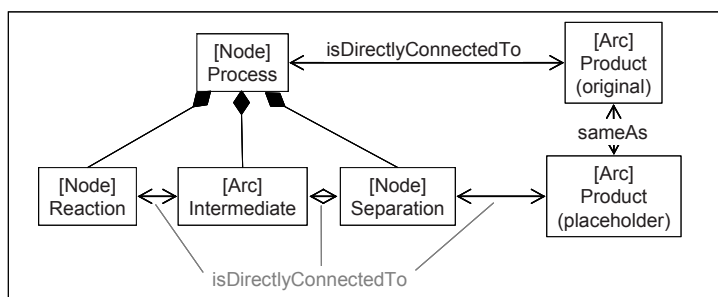 [Node]
Process
isDirectlyConnectedTo
[Arc]
Product
(original)
sameAs
[Node]
Reaction
[Arc]
Intermediate
[Node]
Separation
[Arc]
Product
(placeholder)
isDirectlyConnectedTo